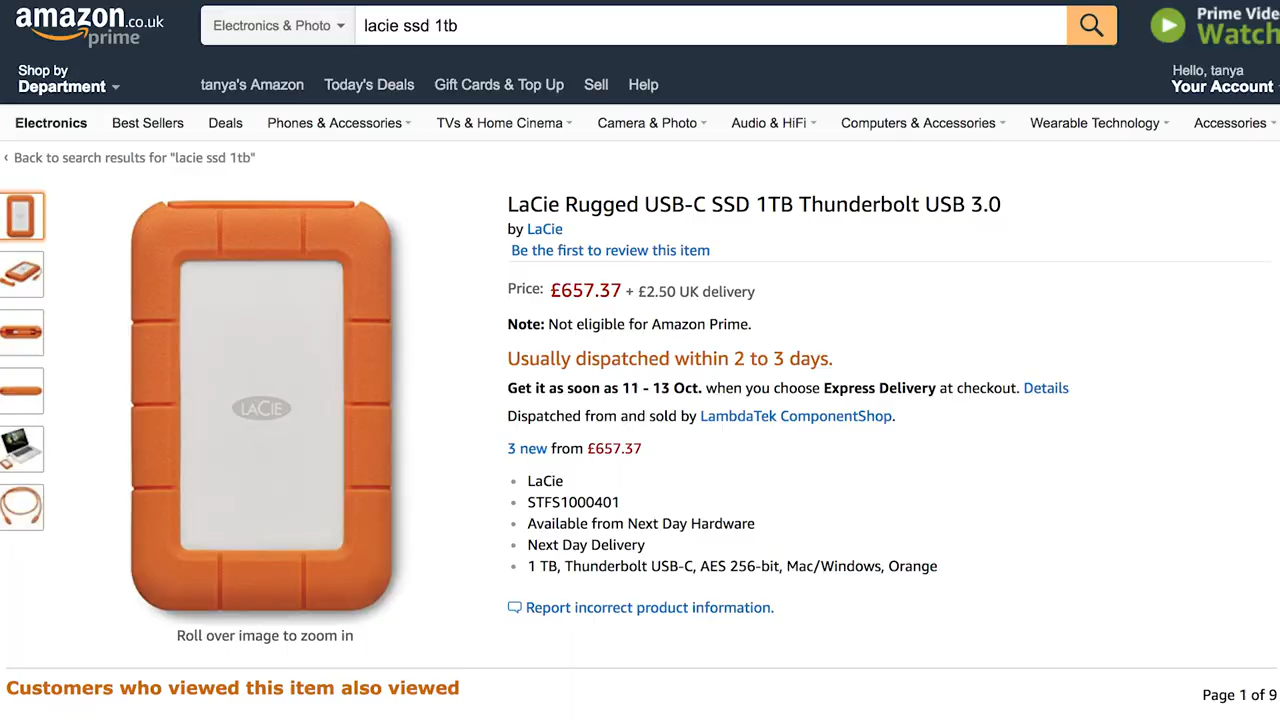 amazon.co.uk
prime
Electronics & Photo
lacie ssd 1tb
Prime Vide
Watch
Shop by
Department
tanya's Amazon Today's Deals Gift Cards & Top Up Sell Help
Hello, tanya
Your Account
Electronics Best Sellers Deals Phones & Accessories TVs & Home Cinema Camera & Photo Audio & HiFi Computers & Accessories Wearable Technology Accessories
‹ Back to search results for "lacie ssd 1tb"
LACIE
Roll over image to zoom in
LaCie Rugged USB-C SSD 1TB Thunderbolt USB 3.0
by LaCie
Be the first to review this item
Price: £657.37 + £2.50 UK delivery
Note: Not eligible for Amazon Prime.
Usually dispatched within 2 to 3 days.
Get it as soon as 11 - 13 Oct. when you choose Express Delivery at checkout. Details
Dispatched from and sold by LambdaTek ComponentShop.
3 new from £657.37
• LaCie
• STFS1000401
• Available from Next Day Hardware
• Next Day Delivery
• 1 TB, Thunderbolt USB-C, AES 256-bit, Mac/Windows, Orange
Report incorrect product information.
Customers who viewed this item also viewed
Page 1 of 9